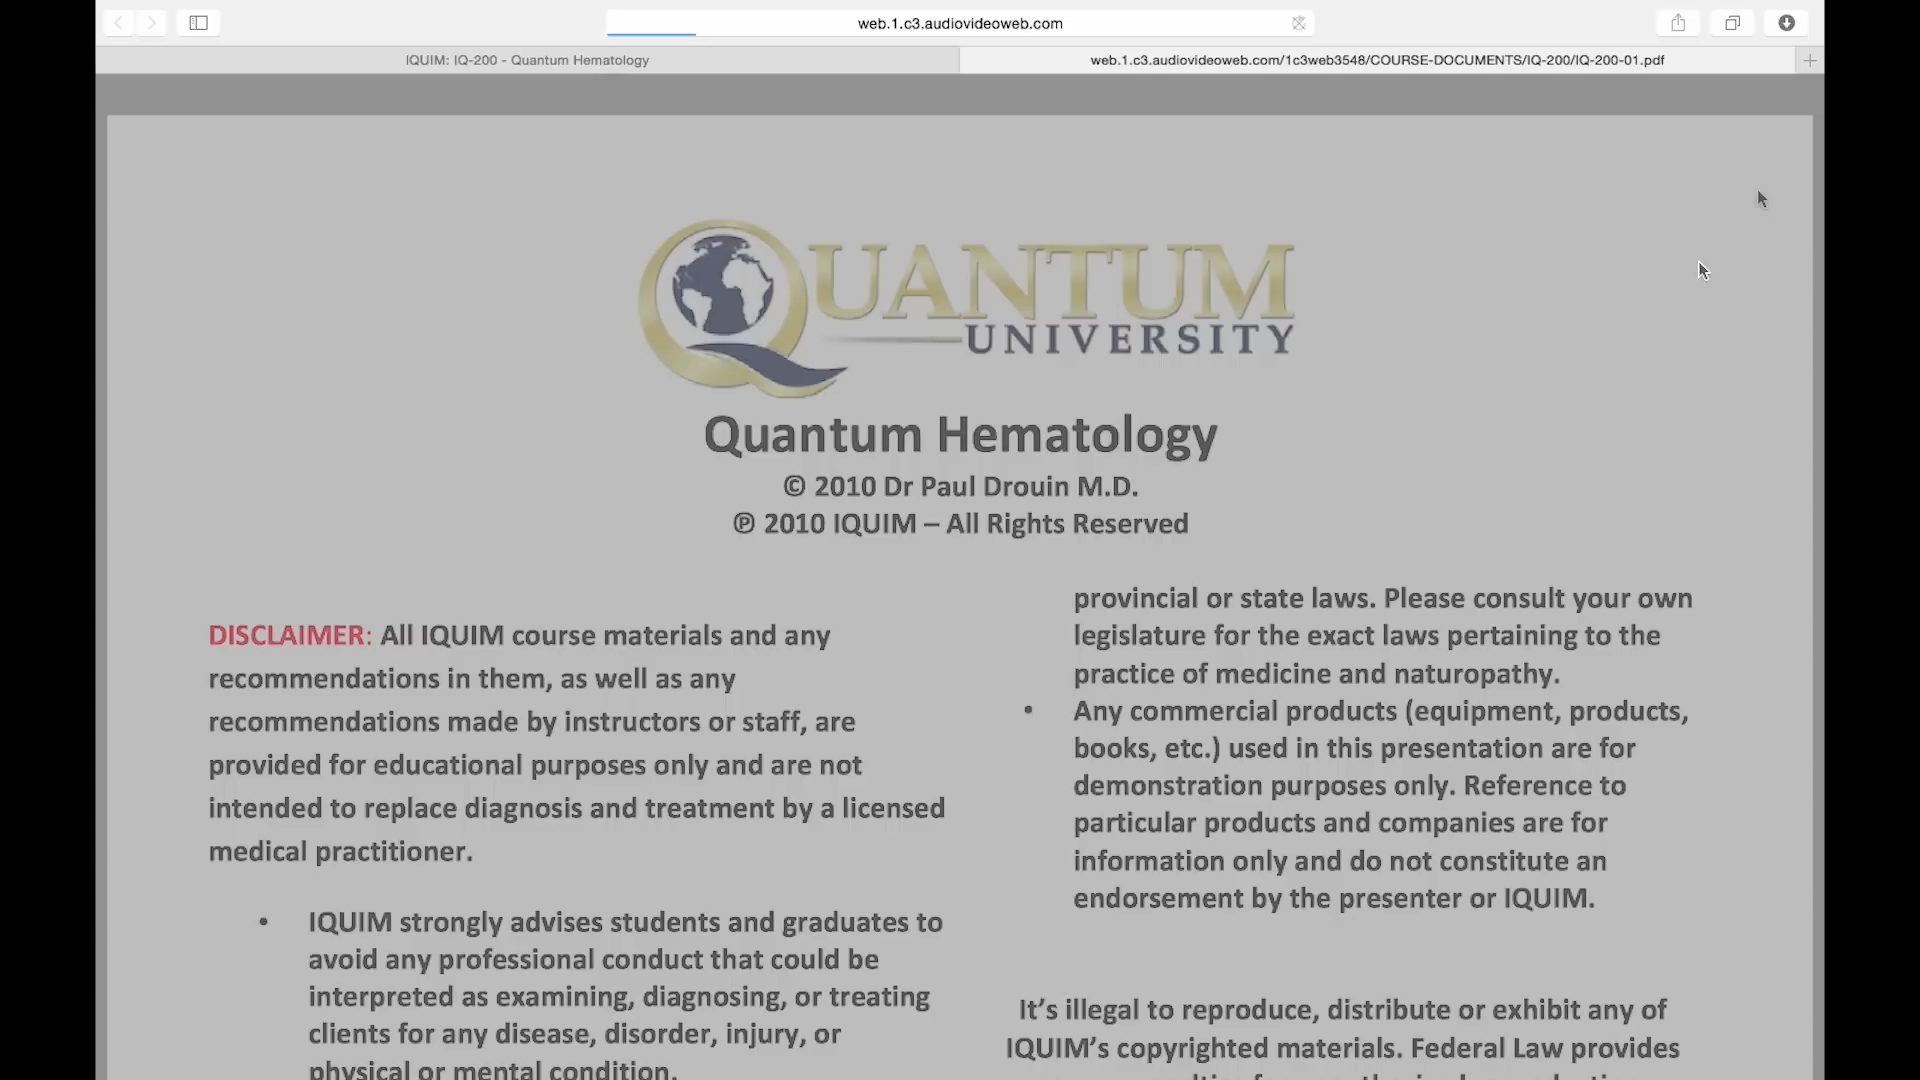 web.1.c3.audiovideoweb.com
IQUIM: IQ-200 - Quantum Hematology
web.1.c3.audiovideoweb.com/1c3web3548/COURSE-DOCUMENTS/IQ-200/IQ-200-01.pdf
QUANTUM
UNIVERSITY
Quantum Hematology
© 2010 Dr Paul Drouin M.D.
℗ 2010 IQUIM – All Rights Reserved
DISCLAIMER: All IQUIM course materials and any
recommendations in them, as well as any
recommendations made by instructors or staff, are
provided for educational purposes only and are not
intended to replace diagnosis and treatment by a licensed
medical practitioner.
• IQUIM strongly advises students and graduates to
avoid any professional conduct that could be
interpreted as examining, diagnosing, or treating
clients for any disease, disorder, injury, or
physical or mental condition.
provincial or state laws. Please consult your own
legislature for the exact laws pertaining to the
practice of medicine and naturopathy.
• Any commercial products (equipment, products,
books, etc.) used in this presentation are for
demonstration purposes only. Reference to
particular products and companies are for
information only and do not constitute an
endorsement by the presenter or IQUIM.
It’s illegal to reproduce, distribute or exhibit any of
IQUIM’s copyrighted materials. Federal Law provides